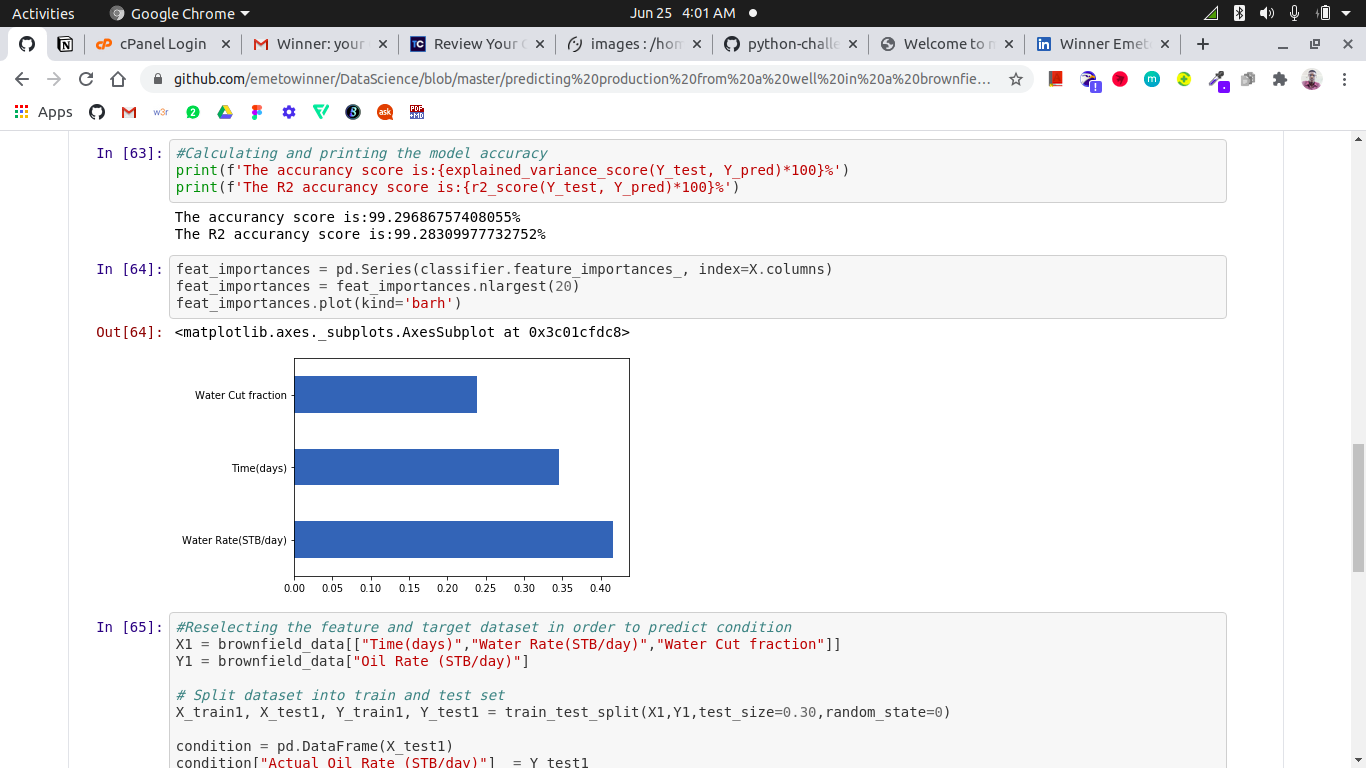 Activities
Google Chrome
Jun 25 4:01 AM
cPanel Login
Winner: your
Review Your
images : /hom
python-challe
Welcome to m
Winner Emet
github.com/emetowinner/DataScience/blob/master/predicting%20production%20from%20a%20well%20in%20a%20brownfie...
Apps
w3r
2
ask
PDF
MD
In [63]:
#Calculating and printing the model accuracy
print(f'The accurancy score is:{explained_variance_score(Y_test, Y_pred)*100}%')
print(f'The R2 accurancy score is:{r2_score(Y_test, Y_pred)*100}%')
The accurancy score is:99.29686757408055%
The R2 accurancy score is:99.28309977732752%
In [64]:
feat_importances = pd.Series(classifier.feature_importances_, index=X.columns)
feat_importances = feat_importances.nlargest(20)
feat_importances.plot(kind='barh')
Out[64]:
<matplotlib.axes._subplots.AxesSubplot at 0x3c01cfdc8>
Water Cut fraction
Time(days)
Water Rate(STB/day)
0.00 0.05 0.10 0.15 0.20 0.25 0.30 0.35 0.40
In [65]:
#Reselecting the feature and target dataset in order to predict condition
X1 = brownfield_data[["Time(days)","Water Rate(STB/day)","Water Cut fraction"]]
Y1 = brownfield_data["Oil Rate (STB/day)"]
# Split dataset into train and test set
X_train1, X_test1, Y_train1, Y_test1 = train_test_split(X1,Y1,test_size=0.30,random_state=0)
condition = pd.DataFrame(X_test1)
condition["Actual Oil Rate (STB/day)"] = Y_test1